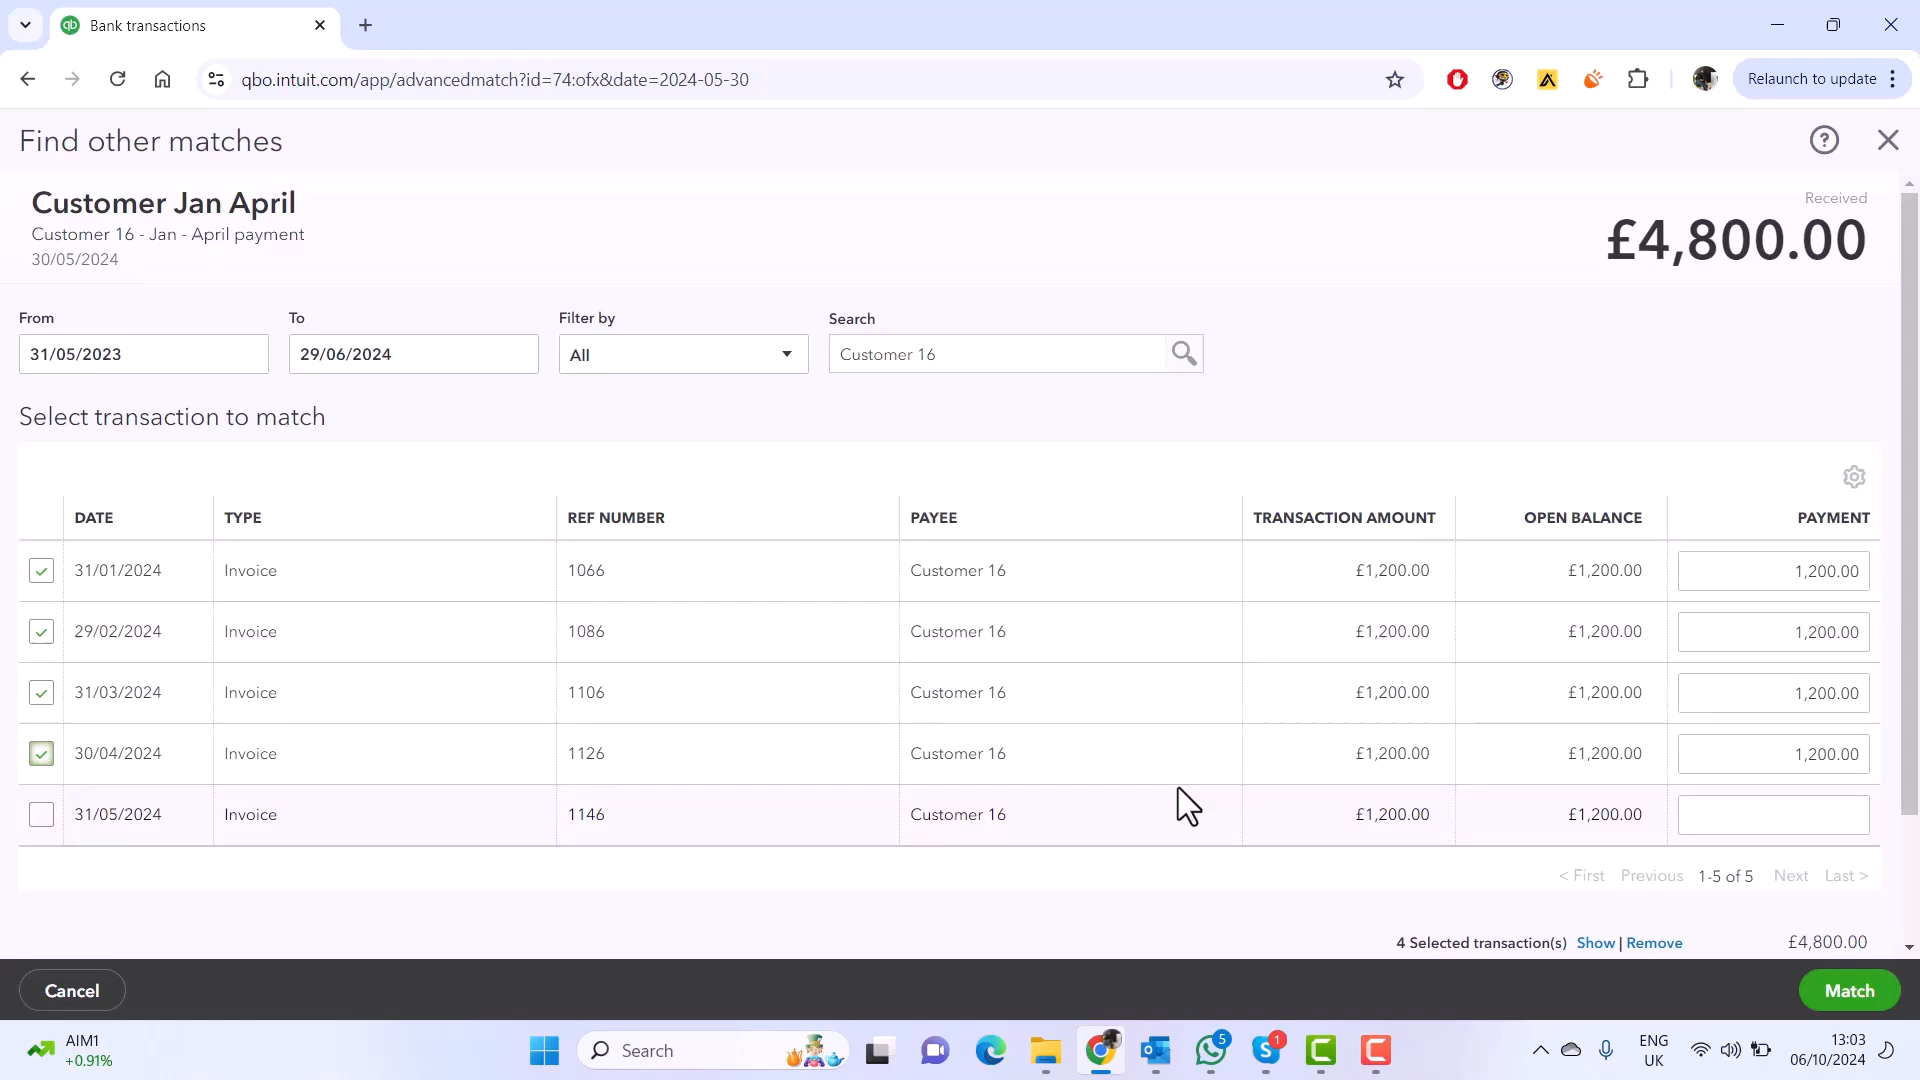 Bank transactions
qbo.intuit.com/app/advancedmatch?id=74:ofx&date=2024-05-30
Relaunch to update
Find other matches
Customer Jan April
Customer 16 - Jan - April payment
30/05/2024
Received
£4,800.00
From
To
Filter by
Search
31/05/2023
29/06/2024
All
Customer 16
Select transaction to match
DATE TYPE REF NUMBER PAYEE TRANSACTION AMOUNT OPEN BALANCE PAYMENT
31/01/2024 Invoice 1066 Customer 16 £1,200.00 £1,200.00 1,200.00
29/02/2024 Invoice 1086 Customer 16 £1,200.00 £1,200.00 1,200.00
31/03/2024 Invoice 1106 Customer 16 £1,200.00 £1,200.00 1,200.00
30/04/2024 Invoice 1126 Customer 16 £1,200.00 £1,200.00 1,200.00
31/05/2024 Invoice 1146 Customer 16 £1,200.00 £1,200.00
< First Previous 1-5 of 5 Next Last >
4 Selected transaction(s) Show | Remove £4,800.00
Cancel
Match
AIM1
+0.91%
Search
5
1
ENG
UK
13:03
06/10/2024